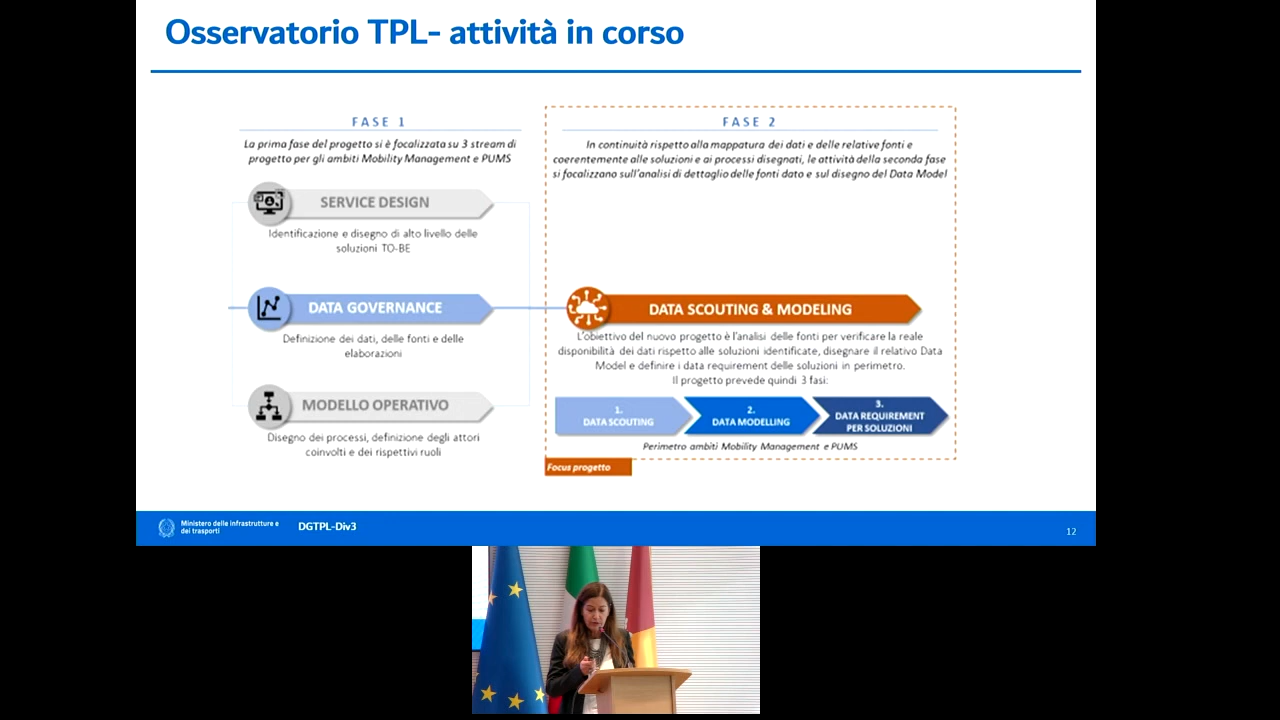 Osservatorio TPL- attività in corso
FASE 1
La prima fase del progetto si è focalizzata su 3 stream di
progetto per gli ambiti Mobility Management e PUMS
SERVICE DESIGN
Identificazione e disegno di alto livello delle
soluzioni TO-BE
DATA GOVERNANCE
Definizione dei dati, delle fonti e delle
elaborazioni
MODELLO OPERATIVO
Disegno dei processi, definizione degli attori
coinvolti e dei rispettivi ruoli
FASE 2
In continuità rispetto alla mappatura dei dati e delle relative fonti e
coerentemente alle soluzioni e ai processi disegnati, le attività della seconda fase
si focalizzano sull'analisi di dettaglio delle fonti dato e sul disegno del Data Model
DATA SCOUTING & MODELING
L'obiettivo del nuovo progetto è l'analisi delle fonti per verificare la reale
disponibilità dei dati rispetto alle soluzioni identificate, disegnare il relativo Data
Model e definire i data requirement delle soluzioni in perimetro.
Il progetto prevede quindi 3 fasi:
1.
DATA SCOUTING
2.
DATA MODELLING
3.
DATA REQUIREMENT
PER SOLUZIONI
Perimetro ambiti Mobility Management e PUMS
Focus progetto
Ministero delle infrastrutture e
dei trasporti
DGTPL-Div3
12